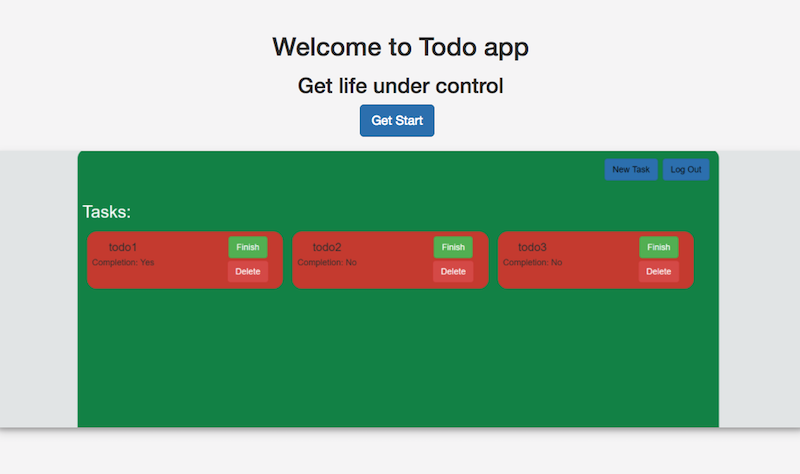 Welcome to Todo app
Get life under control
Get Start
New Task Log Out
Tasks:
todo1 Finish todo2 Finish todo3 Finish
Completion: Yes Completion: No Completion: No
Delete Delete Delete